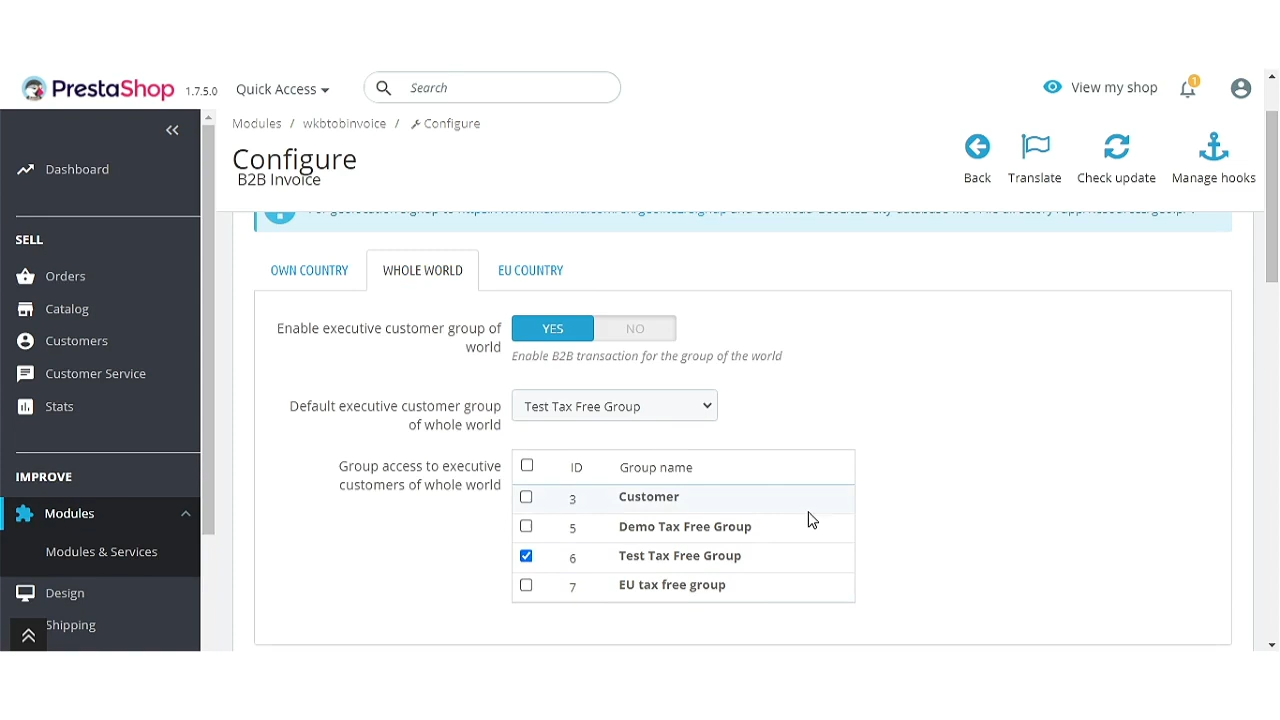 PrestaShop 1.7.5.0 Quick Access Search View my shop 1
Modules / wkbtobinvoice / Configure
Configure
B2B Invoice
Back Translate Check update Manage hooks
Dashboard
SELL
Orders
Catalog
Customers
Customer Service
Stats
IMPROVE
Modules
Modules & Services
Design
Shipping
OWN COUNTRY WHOLE WORLD EU COUNTRY
Enable executive customer group of
world
YES NO
Enable B2B transaction for the group of the world
Default executive customer group
of whole world
Test Tax Free Group
Group access to executive
customers of whole world
ID Group name
3 Customer
5 Demo Tax Free Group
6 Test Tax Free Group
7 EU tax free group